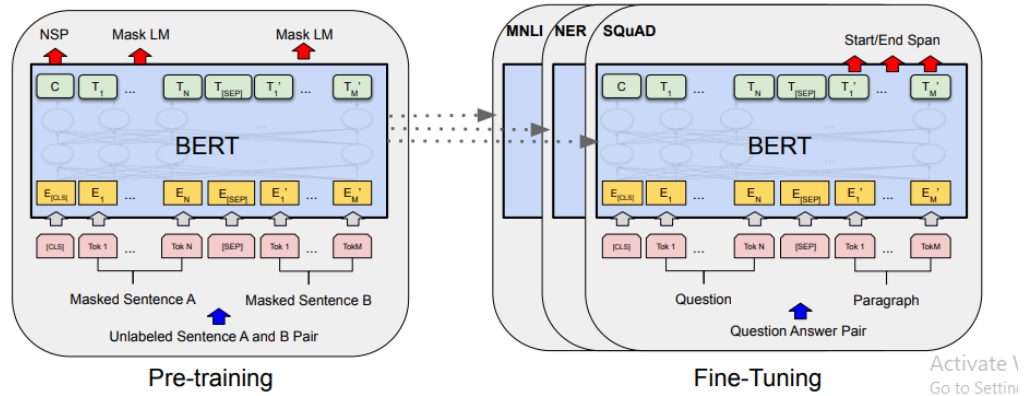 NSP Mask LM Mask LM
C T1 ... TN T[SEP] T1' ... TM'
...
BERT
...
E[CLS] E1 ... EN E[SEP] E1' ... EM'
[CLS] Tok 1 ... Tok N [SEP] Tok 1 ... TokM
Masked Sentence A Masked Sentence B
Unlabeled Sentence A and B Pair
Pre-training
MNLI NER SQuAD
Start/End Span
C T1 ... TN T[SEP] T1' ... TM'
...
BERT
...
E[CLS] E1 ... EN E[SEP] E1' ... EM'
[CLS] Tok 1 ... Tok N [SEP] Tok 1 ... TokM
Question Paragraph
Question Answer Pair
Fine-Tuning
Activate
Go to Settin